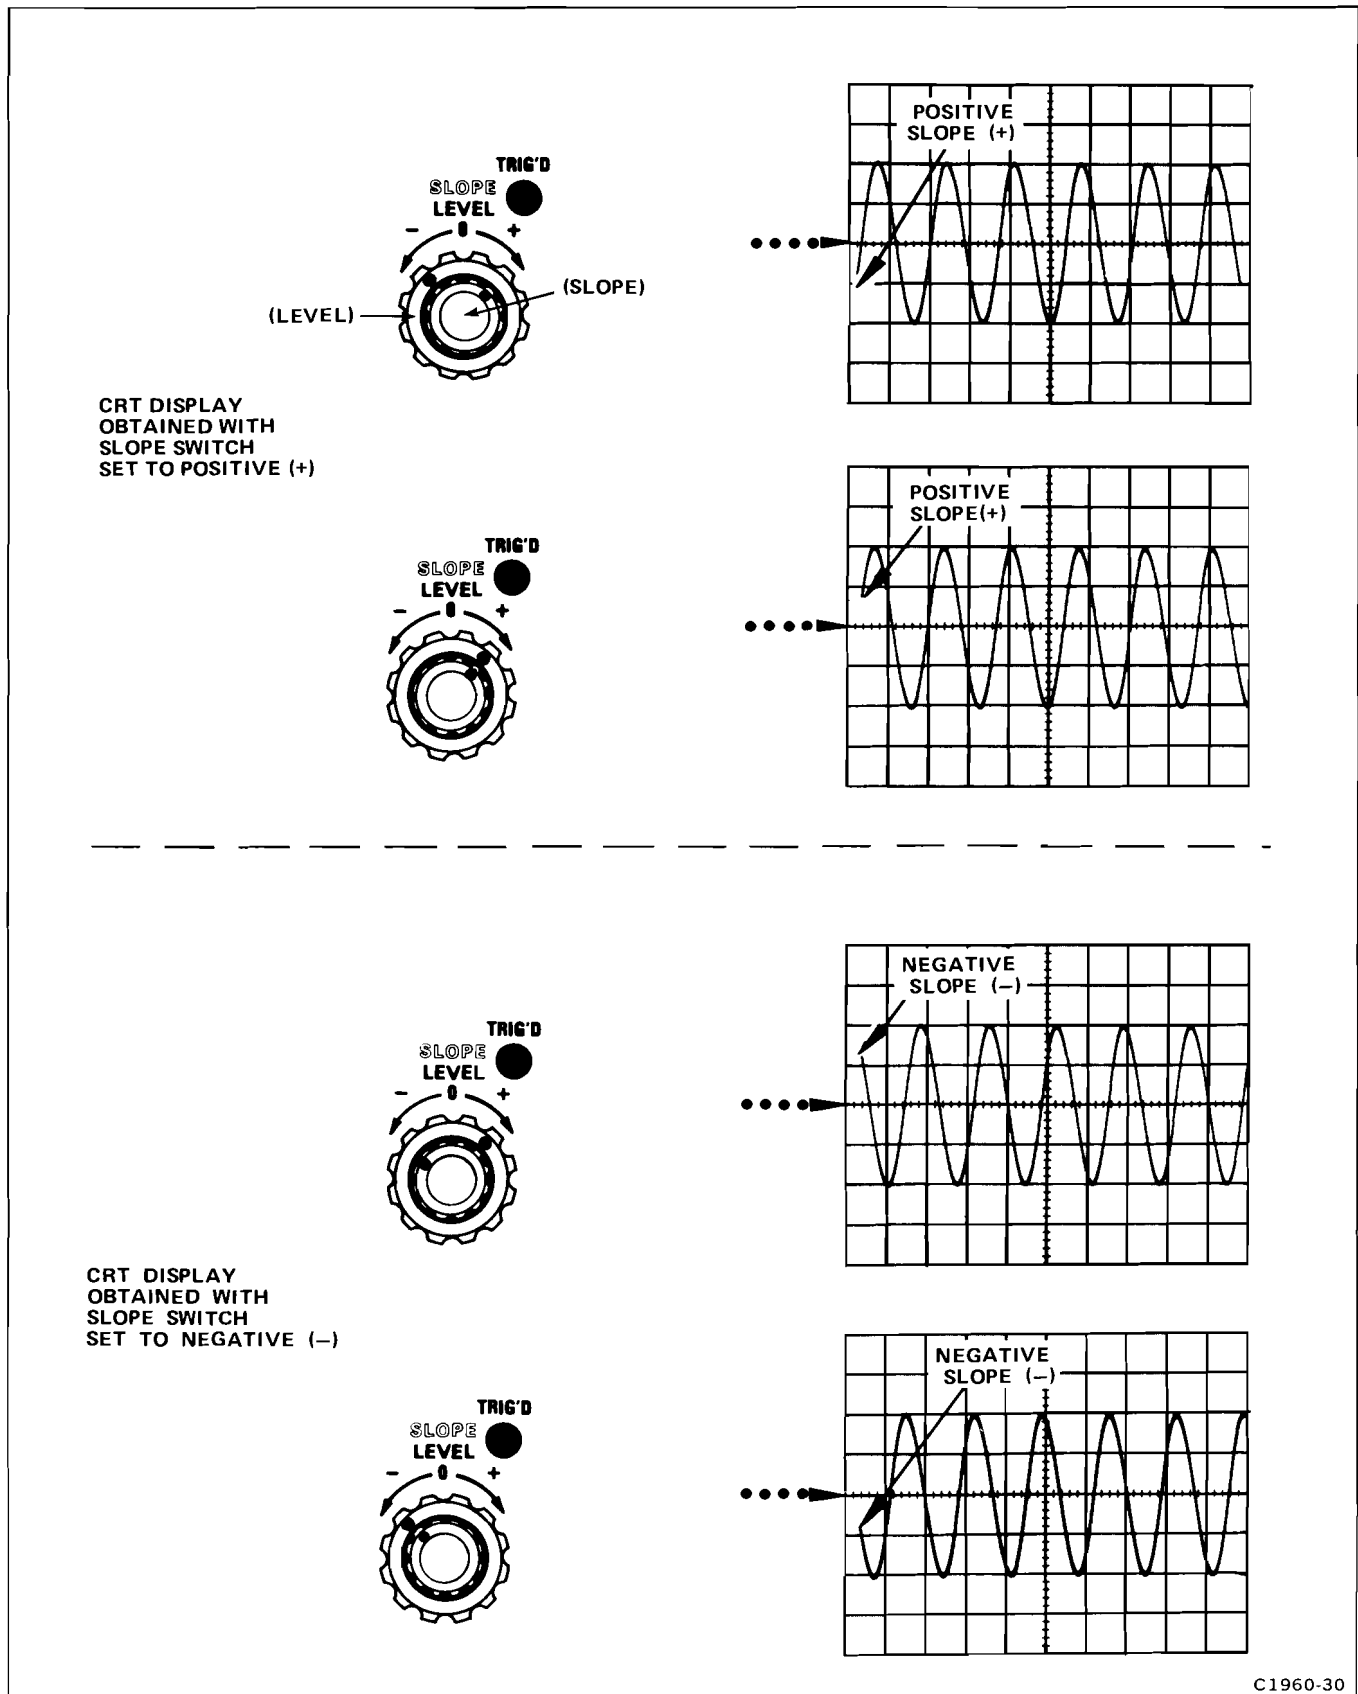 POSITIVE
SLOPE (+)
TRIG'D
SLOPE
LEVEL
- 0 +
(SLOPE)
(LEVEL)
CRT DISPLAY
OBTAINED WITH
SLOPE SWITCH
SET TO POSITIVE (+)
POSITIVE
SLOPE(+)
TRIG'D
SLOPE
LEVEL
- 0 +
NEGATIVE
SLOPE (−)
TRIG'D
SLOPE
LEVEL
- 0 +
CRT DISPLAY
OBTAINED WITH
SLOPE SWITCH
SET TO NEGATIVE (−)
NEGATIVE
SLOPE (−)
TRIG'D
SLOPE
LEVEL
- 0 +
C1960-30